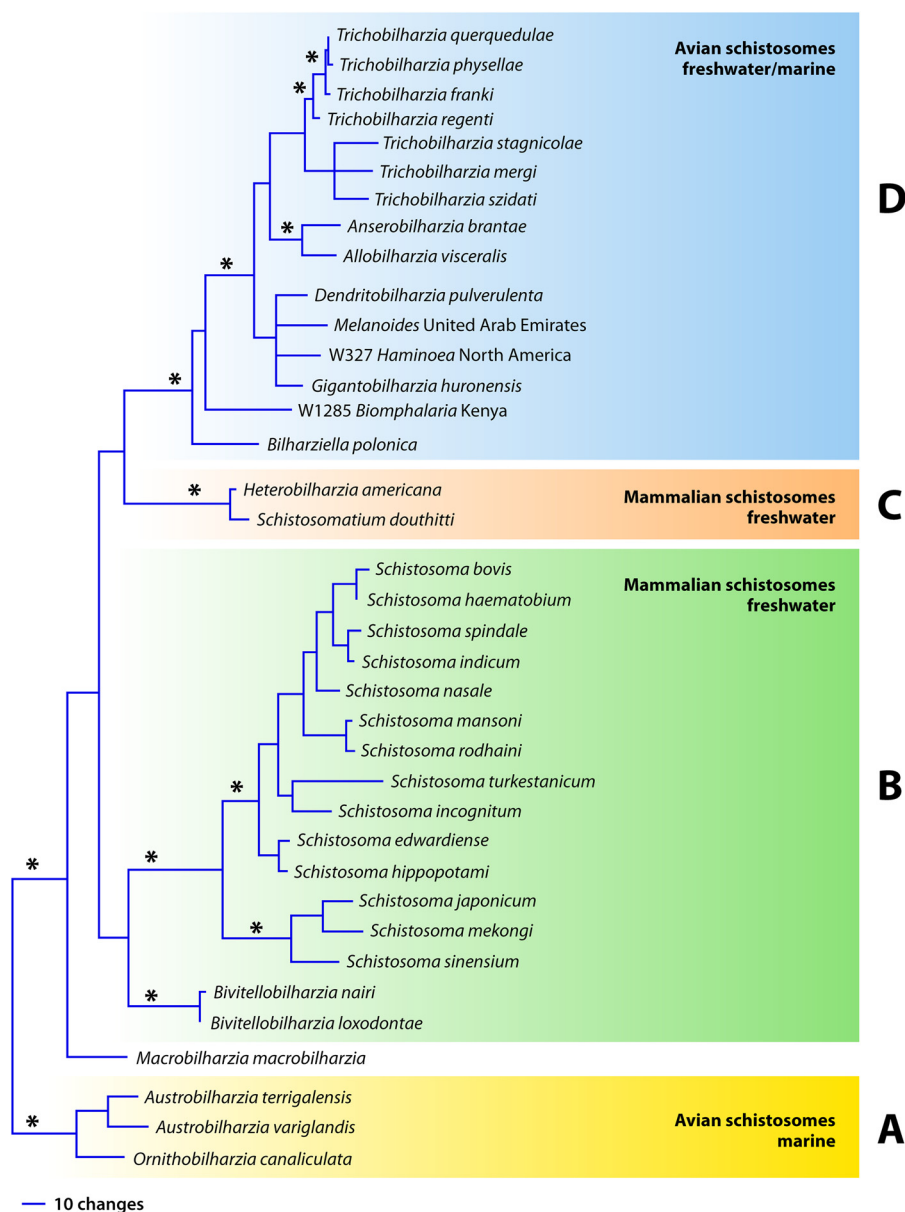 Trichobilharzia querquedulae
Avian schistosomes
freshwater/marine
*
Trichobilharzia physellae
*
Trichobilharzia franki
Trichobilharzia regenti
Trichobilharzia stagnicolae
Trichobilharzia mergi
D
Trichobilharzia szidati
*
Anserobilharzia brantae
*
Allobilharzia visceralis
Dendritobilharzia pulverulenta
Melanoides United Arab Emirates
W327 Haminoea North America
*
Gigantobilharzia huronensis
W1285 Biomphalaria Kenya
Bilharziella polonica
*
Heterobilharzia americana
Mammalian schistosomes
freshwater
C
Schistosomatium douthitti
Schistosoma bovis
Mammalian schistosomes
freshwater
Schistosoma haematobium
Schistosoma spindale
Schistosoma indicum
Schistosoma nasale
Schistosoma mansoni
Schistosoma rodhaini
*
Schistosoma turkestanicum
B
Schistosoma incognitum
Schistosoma edwardiense
*
*
Schistosoma hippopotami
Schistosoma japonicum
*
Schistosoma mekongi
Schistosoma sinensium
*
Bivitellobilharzia nairi
Bivitellobilharzia loxodontae
Macrobilharzia macrobilharzia
Austrobilharzia terrigalensis
*
Austrobilharzia variglandis
Avian schistosomes
marine
A
Ornithobilharzia canaliculata
10 changes